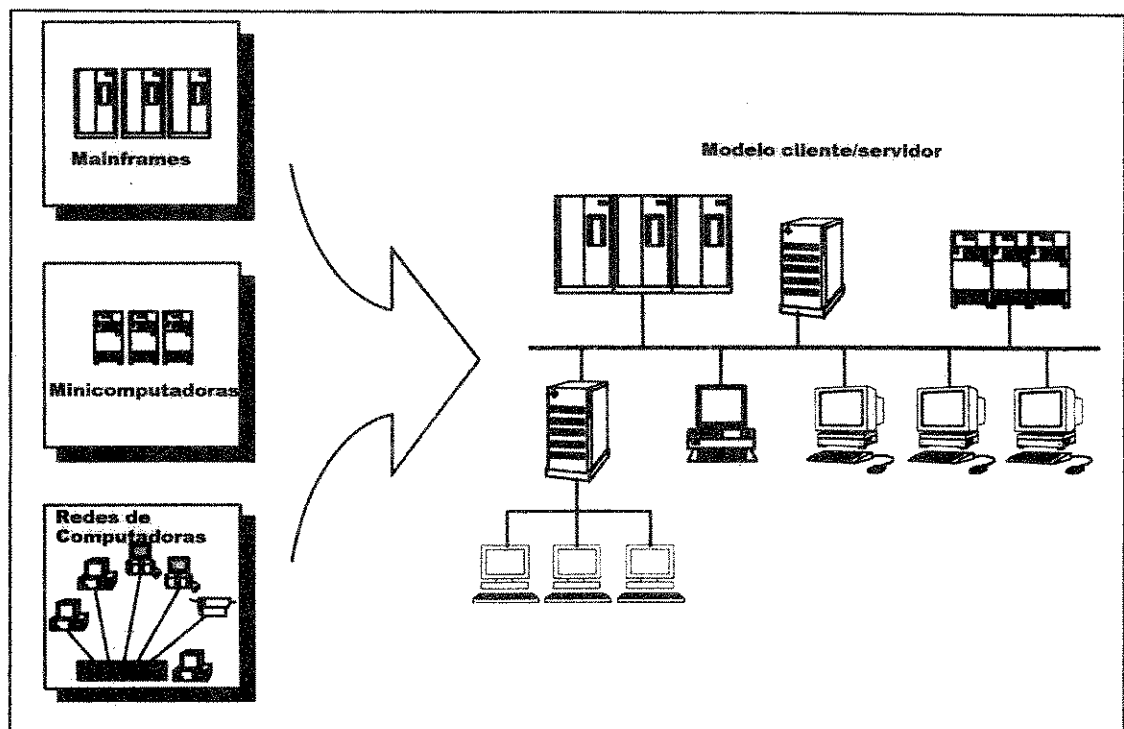 Mainframes
Modelo cliente/servidor
Minicomputadoras
Redes de
Computadoras